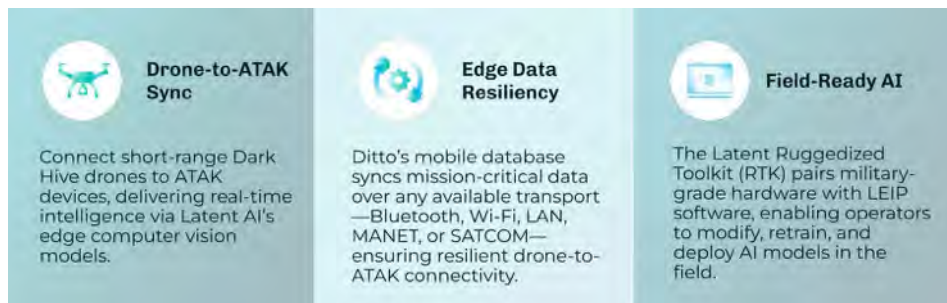 Drone-to-ATAK
Sync
Connect short-range Dark
Hive drones to ATAK
devices, delivering real-time
intelligence via Latent AI’s
edge computer vision
models.
Edge Data
Resiliency
Ditto’s mobile database
syncs mission-critical data
over any available transport
—Bluetooth, Wi-Fi, LAN,
MANET, or SATCOM—
ensuring resilient drone-to-
ATAK connectivity.
Field-Ready AI
The Latent Ruggedized
Toolkit (RTK) pairs military-
grade hardware with LEIP
software, enabling operators
to modify, retrain, and
deploy AI models in the
field.